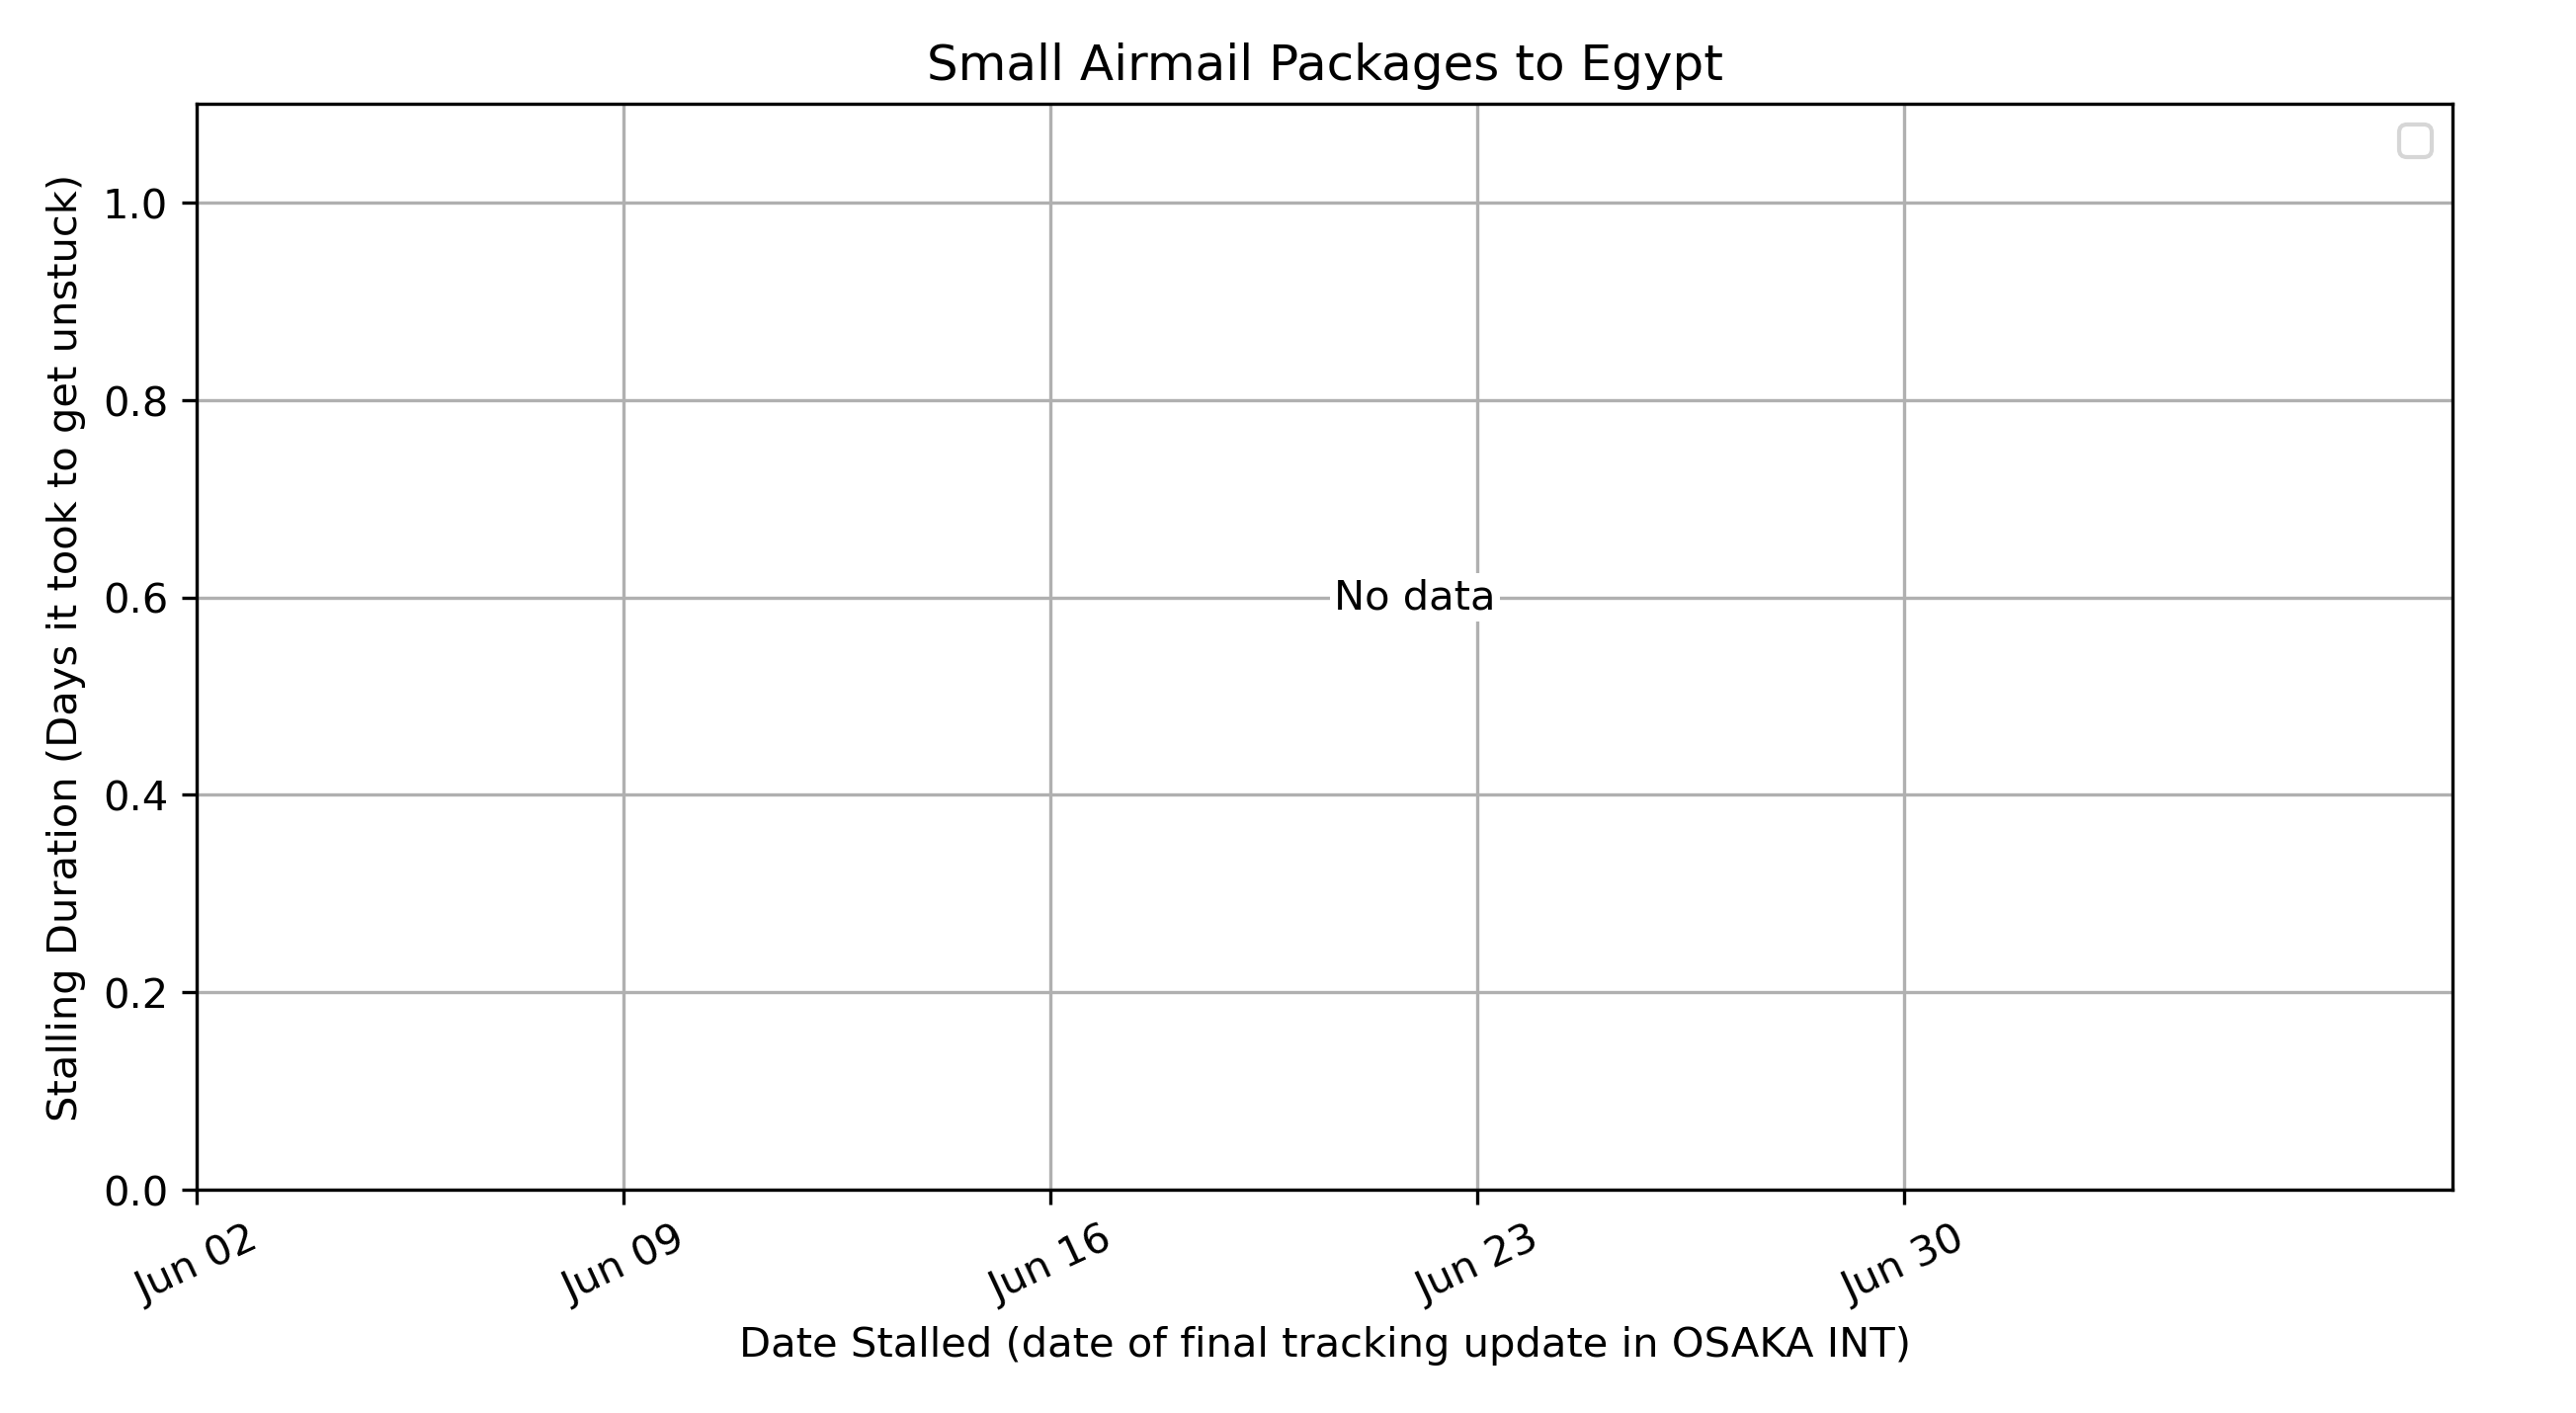 Small Airmail Packages to Egypt
Stalling Duration (Days it took to get unstuck)
1.0
0.8
0.6
0.4
0.2
0.0
No data
Jun 02
Jun 09
Jun 16
Jun 23
Jun 30
Date Stalled (date of final tracking update in OSAKA INT)